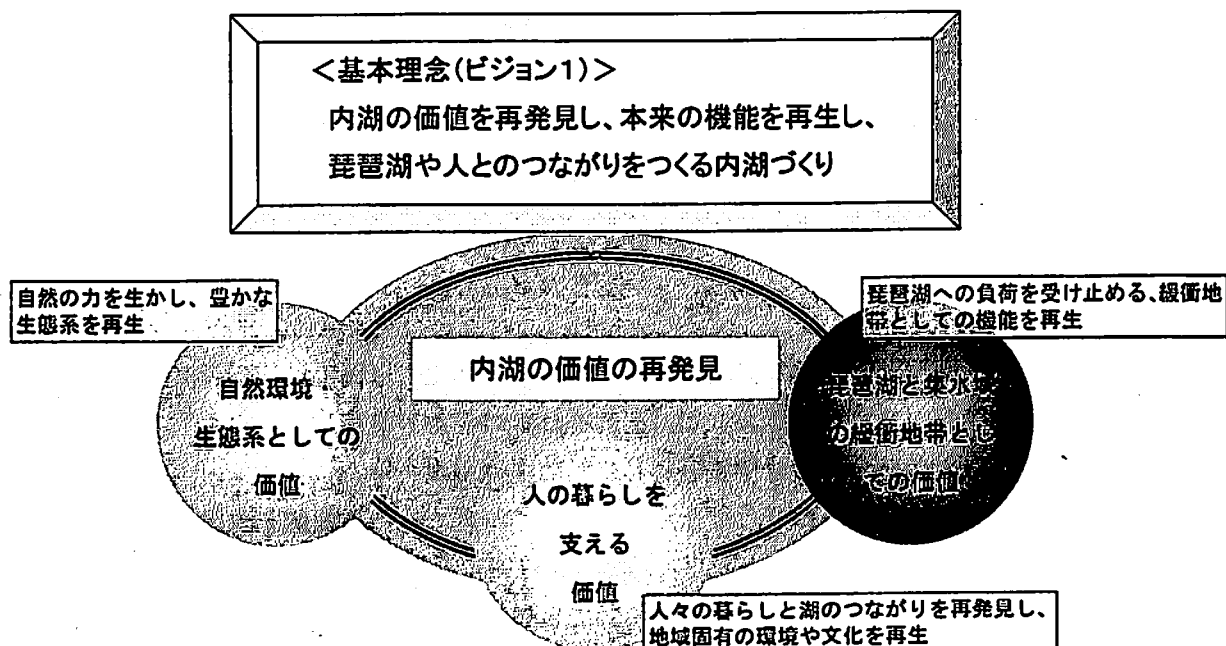 <基本理念(ビジョン1)>
内湖の価値を再発見し、本来の機能を再生し、
琵琶湖や人とのつながりをつくる内湖づくり
自然の力を生かし、豊かな
生態系を再生
琵琶湖への負荷を受け止める、緩衝地
帯としての機能を再生
内湖の価値の再発見
自然環境・
生態系としての
価値
琵琶湖と集水域
の緩衝地帯とし
ての価値
人の暮らしを
支える
価値
人々の暮らしと湖のつながりを再発見し、
地域固有の環境や文化を再生